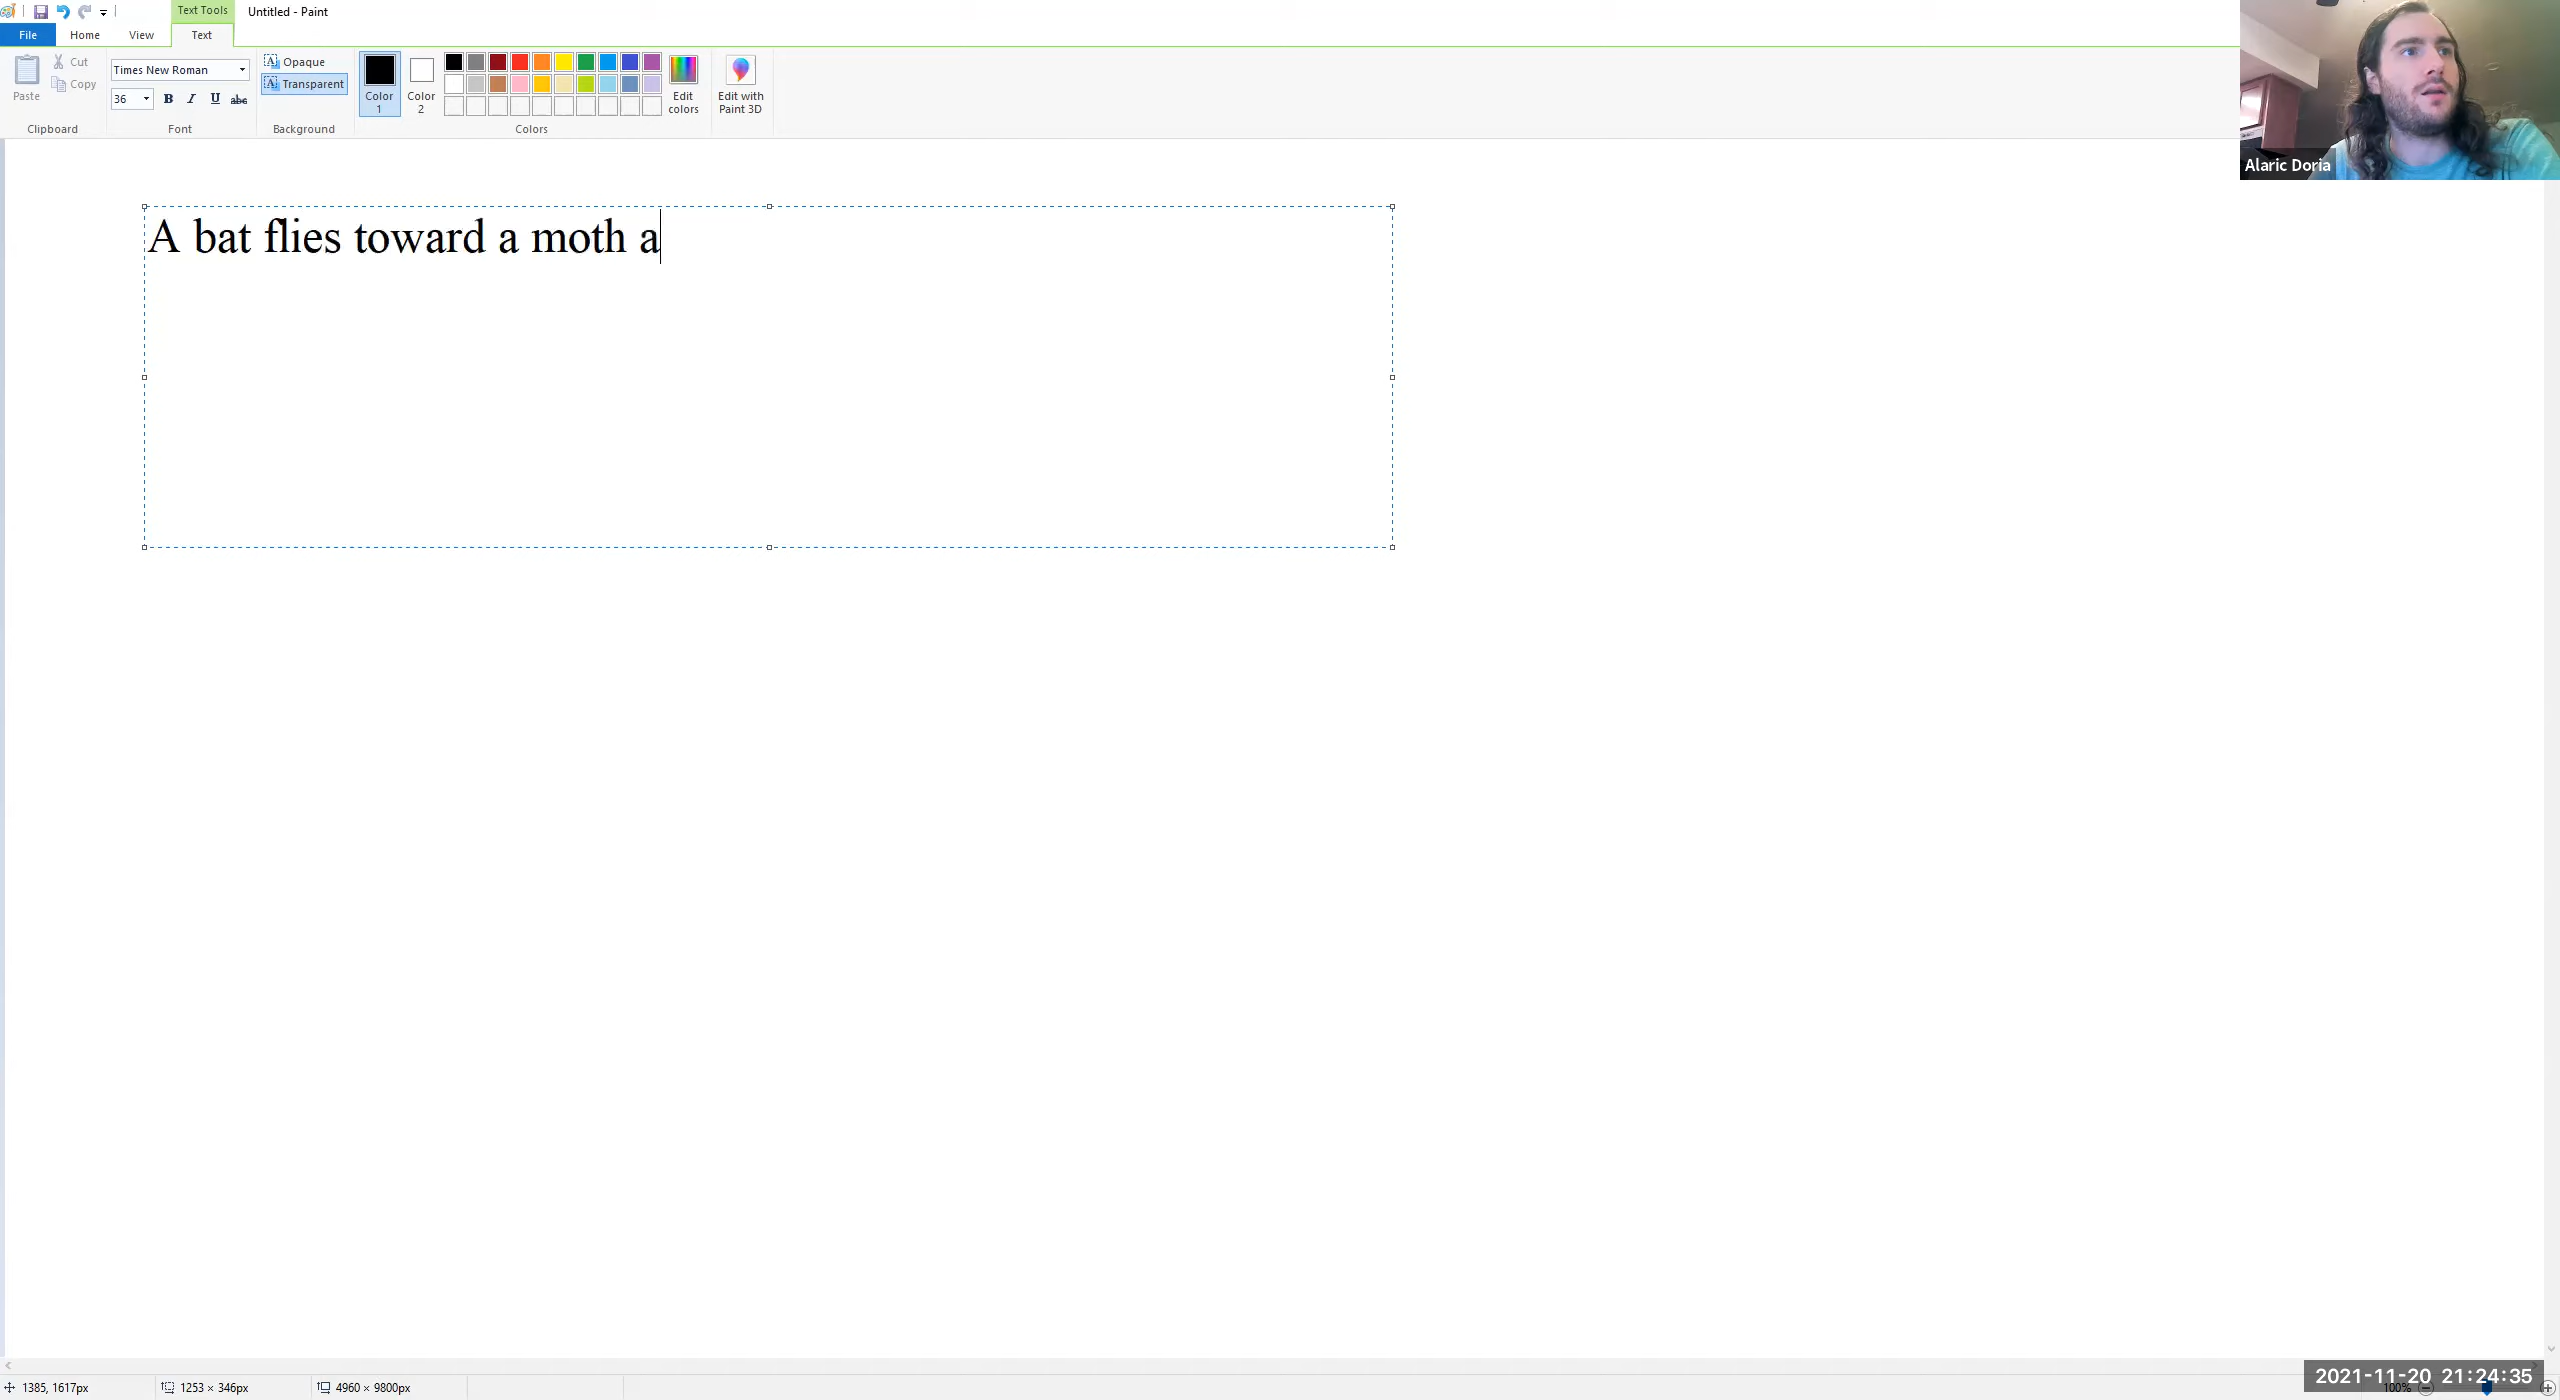 Text Tools
Untitled - Paint
File
Home
View
Text
Paste
Cut
Copy
Clipboard
Times New Roman
36
B
I
U
abc
Font
Opaque
Transparent
Background
Color
1
Color
2
Edit
colors
Colors
Edit with
Paint 3D
Alaric Doria
A bat flies toward a moth a
1385, 1617px
1253 × 346px
4960 × 9800px
100%
2021-11-20 21:24:35